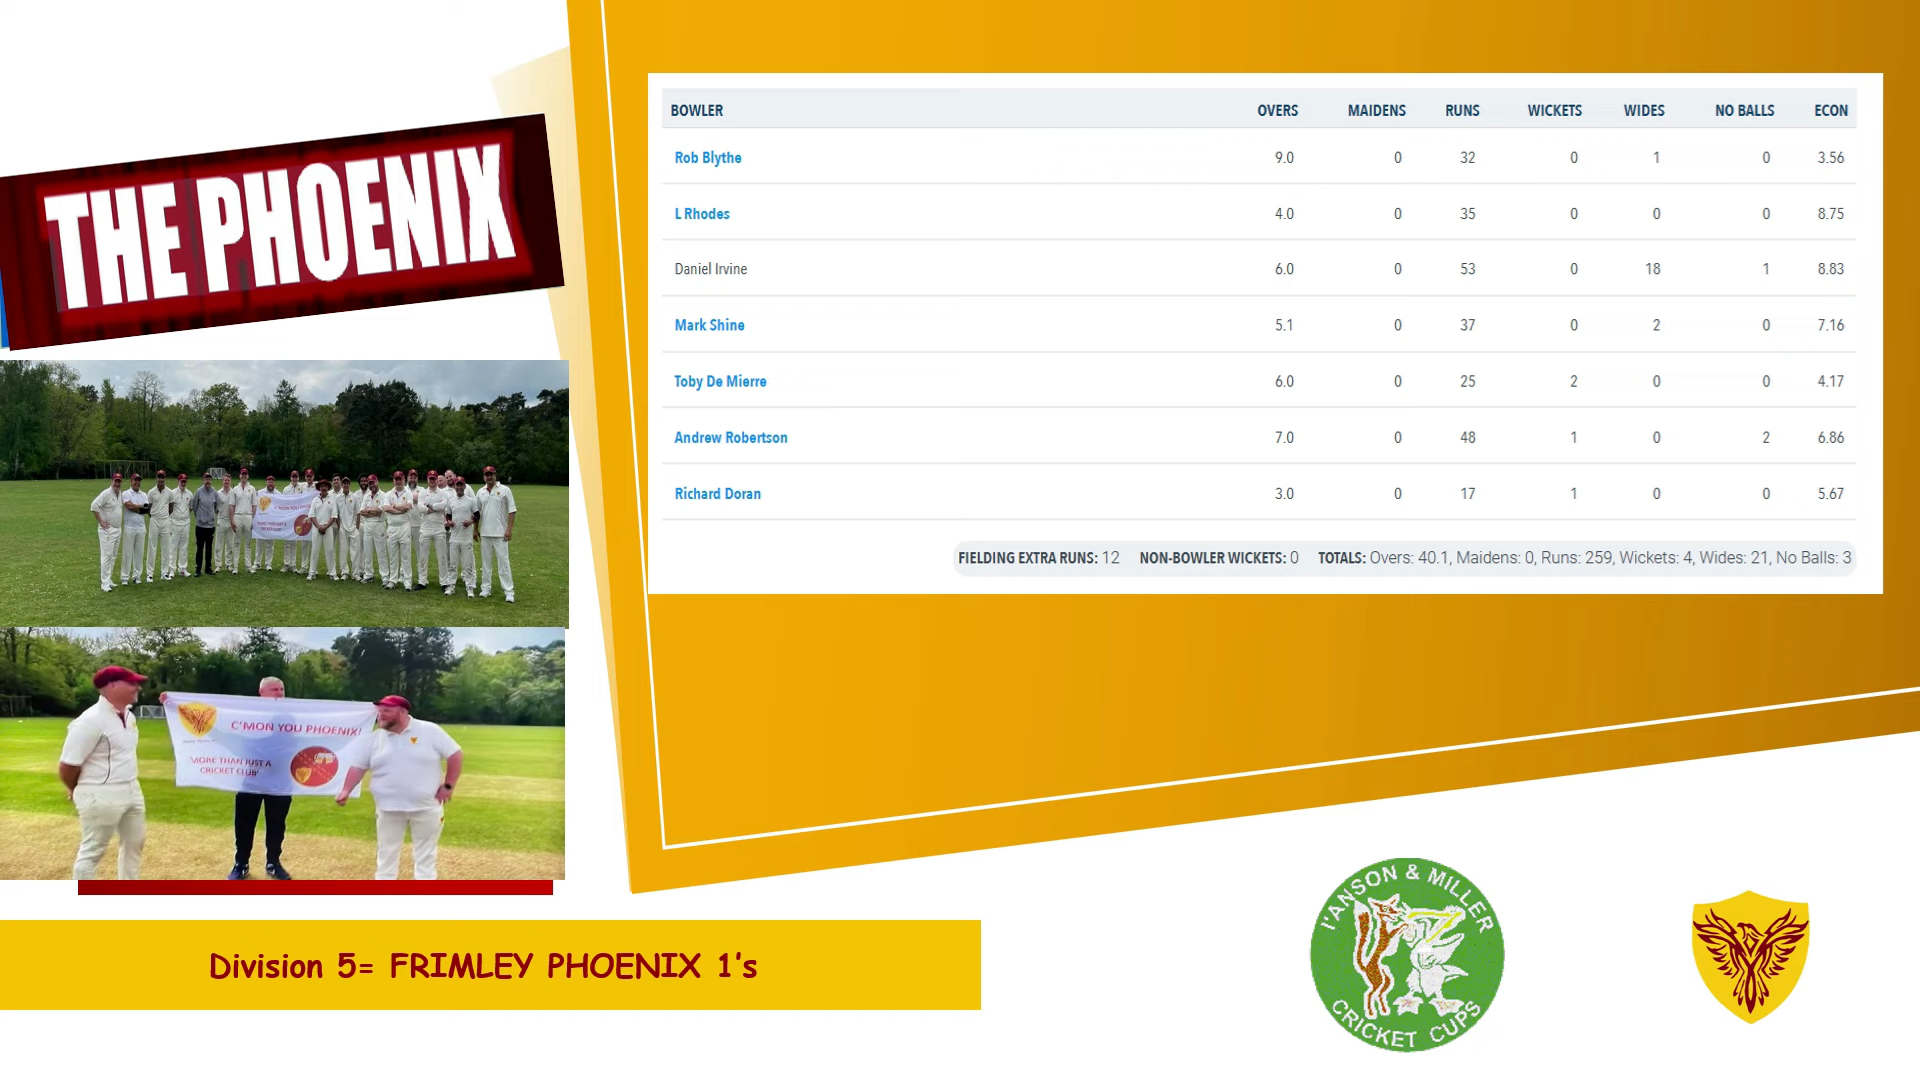 THE PHOENIX
C'MON YOU PHOENIX!
'MORE THAN JUST A
CRICKET CLUB'
BOWLER OVERS MAIDENS RUNS WICKETS WIDES NO BALLS ECON
Rob Blythe 9.0 0 32 0 1 0 3.56
L Rhodes 4.0 0 35 0 0 0 8.75
Daniel Irvine 6.0 0 53 0 18 1 8.83
Mark Shine 5.1 0 37 0 2 0 7.16
Toby De Mierre 6.0 0 25 2 0 0 4.17
Andrew Robertson 7.0 0 48 1 0 2 6.86
Richard Doran 3.0 0 17 1 0 0 5.67
FIELDING EXTRA RUNS: 12 NON-BOWLER WICKETS: 0 TOTALS: Overs: 40.1, Maidens: 0, Runs: 259, Wickets: 4, Wides: 21, No Balls: 3
Division 5= FRIMLEY PHOENIX 1's
I'ANSON & MILLER
CRICKET CUPS